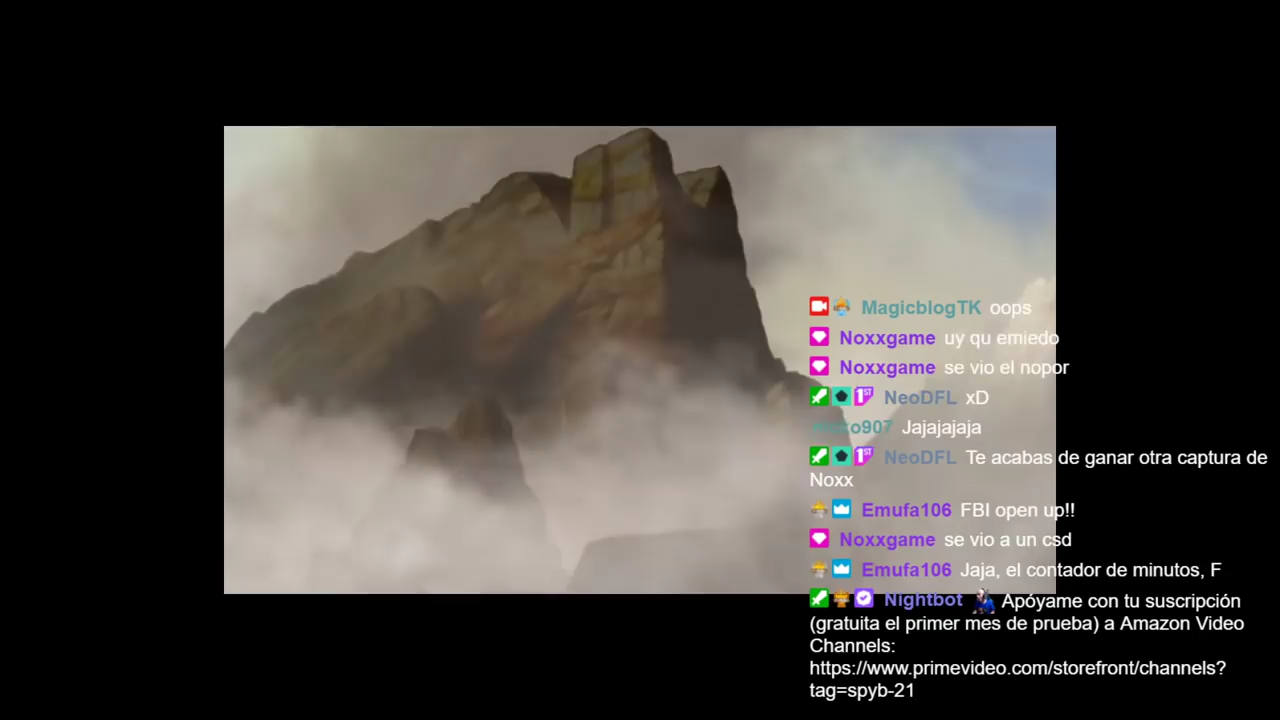 MagicblogTK oops
Noxxgame uy qu emiedo
Noxxgame se vio el nopor
NeoDFL xD
907 Jajajajaja
NeoDFL Te acabas de ganar otra captura de
Noxx
Emufa106 FBI open up!!
Noxxgame se vio a un csd
Emufa106 Jaja, el contador de minutos, F
Nightbot Apóyame con tu suscripción
(gratuita el primer mes de prueba) a Amazon Video
Channels:
https://www.primevideo.com/storefront/channels?
tag=spyb-21